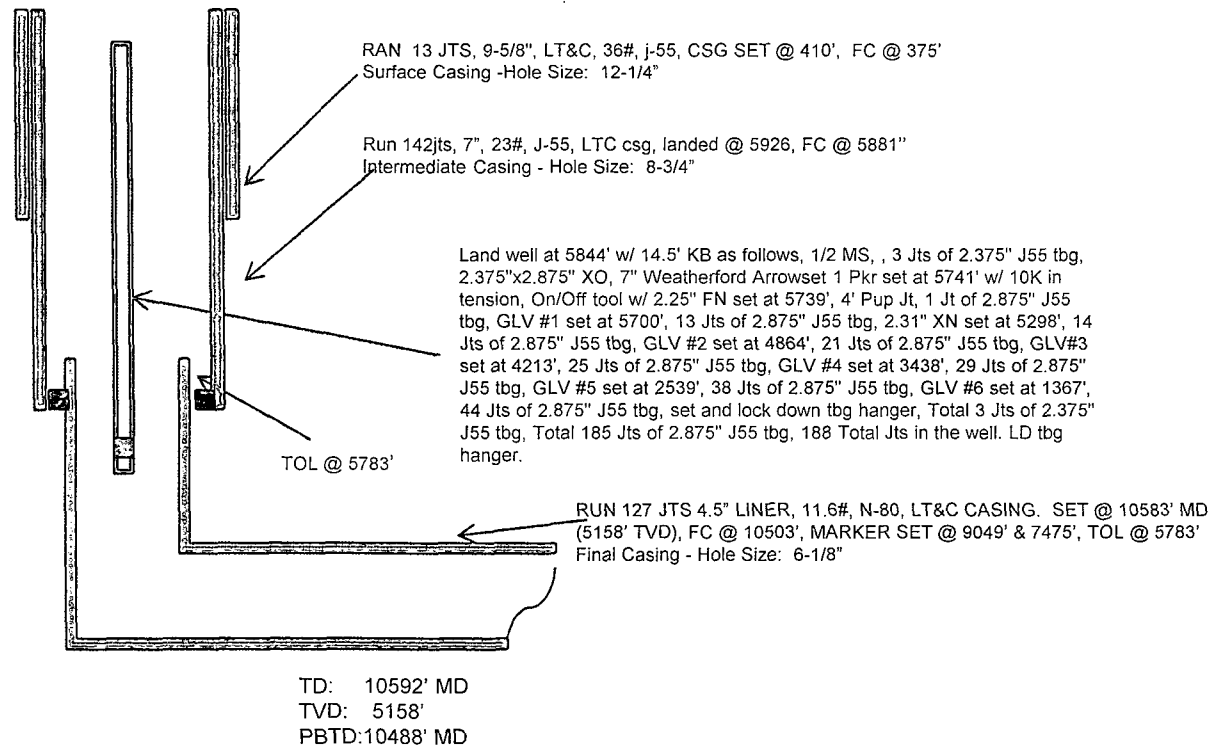 RAN 13 JTS, 9-5/8", LT&C, 36#, j-55, CSG SET @ 410', FC @ 375'
Surface Casing -Hole Size: 12-1/4"
Run 142jts, 7", 23#, J-55, LTC csg, landed @ 5926, FC @ 5881"
Intermediate Casing - Hole Size: 8-3/4"
Land well at 5844' w/ 14.5' KB as follows, 1/2 MS, , 3 Jts of 2.375" J55 tbg,
2.375"x2.875" XO, 7" Weatherford Arrowset 1 Pkr set at 5741' w/ 10K in
tension, On/Off tool w/ 2.25" FN set at 5739', 4' Pup Jt, 1 Jt of 2.875" J55
tbg, GLV #1 set at 5700', 13 Jts of 2.875" J55 tbg, 2.31" XN set at 5298', 14
Jts of 2.875" J55 tbg, GLV #2 set at 4864', 21 Jts of 2.875" J55 tbg, GLV#3
set at 4213', 25 Jts of 2.875" J55 tbg, GLV #4 set at 3438', 29 Jts of 2.875"
J55 tbg, GLV #5 set at 2539', 38 Jts of 2.875" J55 tbg, GLV #6 set at 1367',
44 Jts of 2.875" J55 tbg, set and lock down tbg hanger, Total 3 Jts of 2.375"
J55 tbg, Total 185 Jts of 2.875" J55 tbg, 188 Total Jts in the well. LD tbg
hanger.
TOL @ 5783'
RUN 127 JTS 4.5" LINER, 11.6#, N-80, LT&C CASING. SET @ 10583' MD
(5158' TVD), FC @ 10503', MARKER SET @ 9049' & 7475', TOL @ 5783'
Final Casing - Hole Size: 6-1/8"
TD: 10592' MD
TVD: 5158'
PBTD:10488' MD